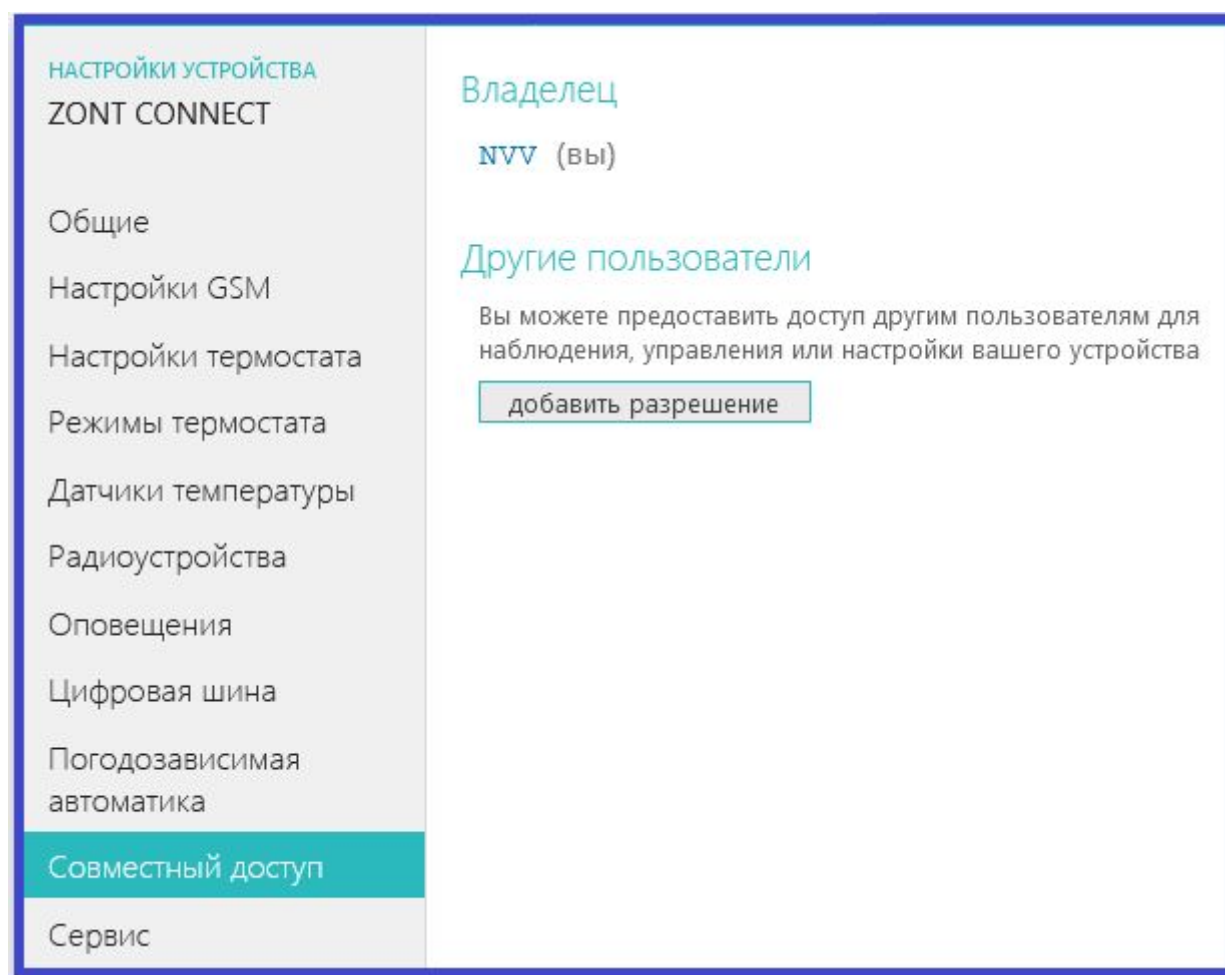 НАСТРОЙКИ УСТРОЙСТВА
ZONT CONNECT
Общие
Настройки GSM
Настройки термостата
Режимы термостата
Датчики температуры
Радиоустройства
Оповещения
Цифровая шина
Погодозависимая
автоматика
Совместный доступ
Сервис
Владелец
NVV (вы)
Другие пользователи
Вы можете предоставить доступ другим пользователям для
наблюдения, управления или настройки вашего устройства
добавить разрешение